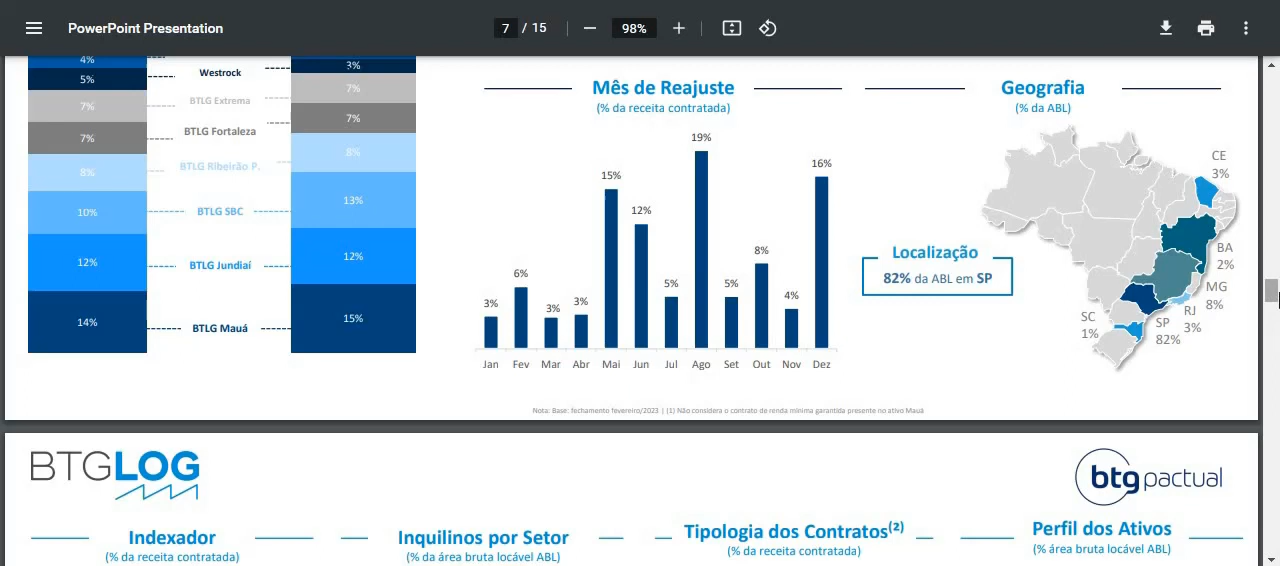 PowerPoint Presentation
7 / 15
98%
4%
5%
7%
7%
8%
10%
12%
14%
Westrock
BTLG Extrema
BTLG Fortaleza
BTLG Ribeirão P.
BTLG SBC
BTLG Jundiaí
BTLG Mauá
3%
7%
7%
8%
13%
12%
15%
Mês de Reajuste
(% da receita contratada)
3%
6%
3%
3%
15%
12%
5%
19%
5%
8%
4%
16%
Jan Fev Mar Abr Mai Jun Jul Ago Set Out Nov Dez
Geografia
(% da ABL)
Localização
82% da ABL em SP
CE
3%
BA
2%
MG
8%
RJ
3%
SP
82%
SC
1%
Nota: Base: fechamento fevereiro/2023 | (1) Não considera o contrato de renda mínima garantida presente no ativo Mauá
BTGLOG
btgpactual
Indexador
(% da receita contratada)
Inquilinos por Setor
(% da área bruta locável ABL)
Tipologia dos Contratos(2)
(% da receita contratada)
Perfil dos Ativos
(% área bruta locável ABL)